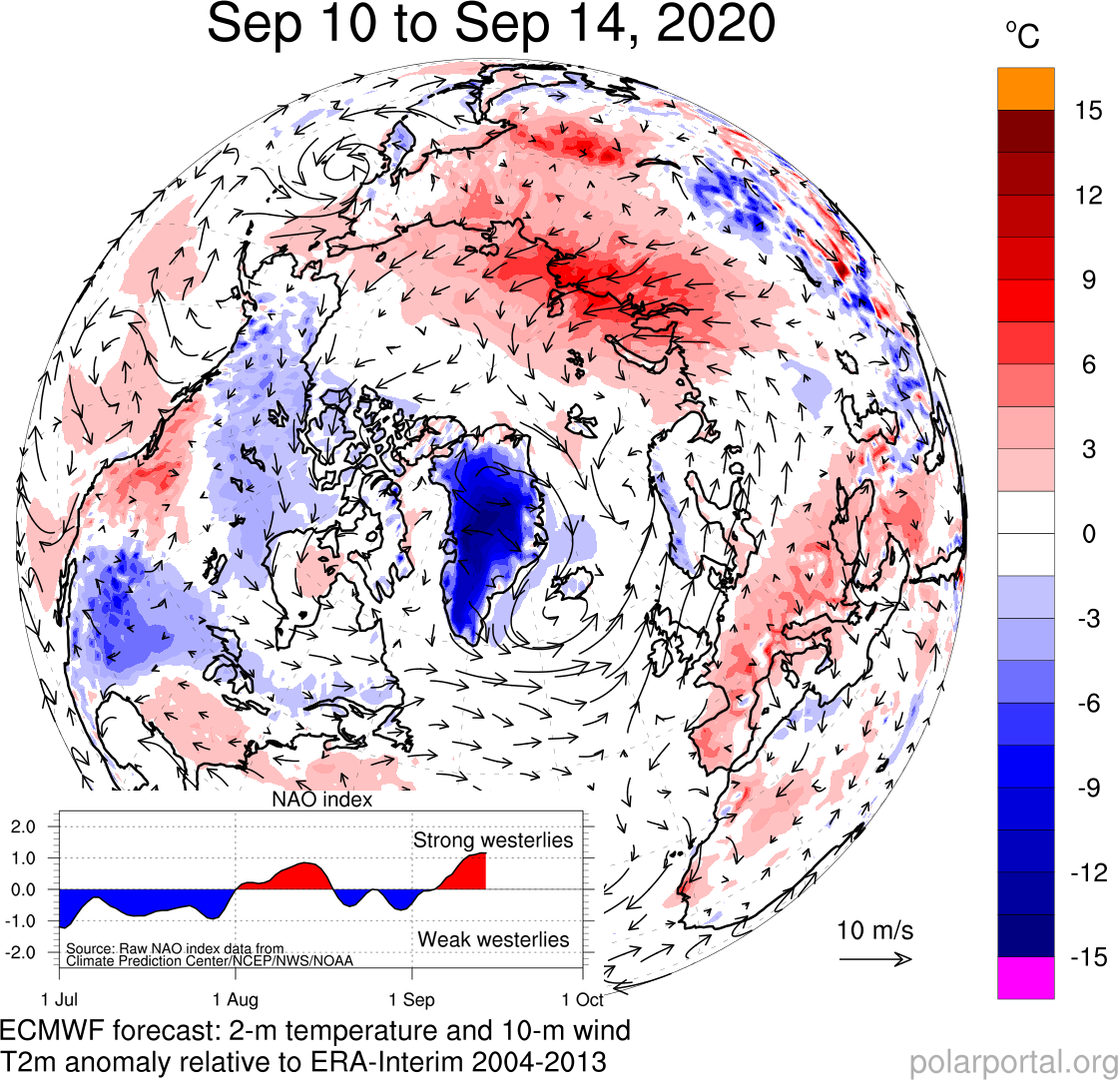 Sep 10 to Sep 14, 2020
°C
15
12
9
6
3
0
-3
-6
-9
-12
-15
10 m/s
NAO index
2.0
1.0
0.0
-1.0
-2.0
Strong westerlies
Weak westerlies
Source: Raw NAO index data from
Climate Prediction Center/NCEP/NWS/NOAA
1 Jul 1 Aug 1 Sep 1 Oct
ECMWF forecast: 2-m temperature and 10-m wind
T2m anomaly relative to ERA-Interim 2004-2013
polarportal.org